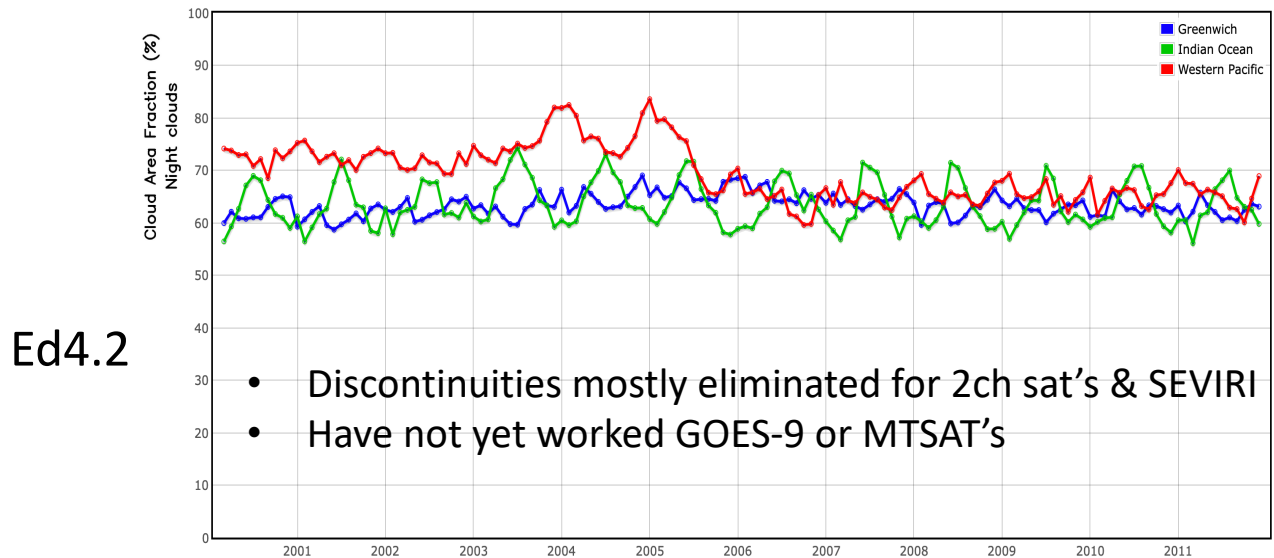 100
90
80
70
60
50
40
30
20
10
0
Cloud Area Fraction (%)
Night clouds
Greenwich
Indian Ocean
Western Pacific
Ed4.2
• Discontinuities mostly eliminated for 2ch sat’s & SEVIRI
• Have not yet worked GOES-9 or MTSAT’s
2001 2002 2003 2004 2005 2006 2007 2008 2009 2010 2011